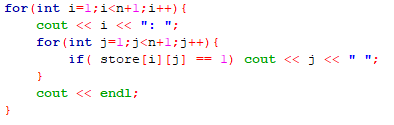 for(int i=1;i<n+1;i++){
    cout << i << ": ";
    for(int j=1;j<n+1;j++){
        if( store[i][j] == 1) cout << j << " ";
    }
    cout << endl;
}